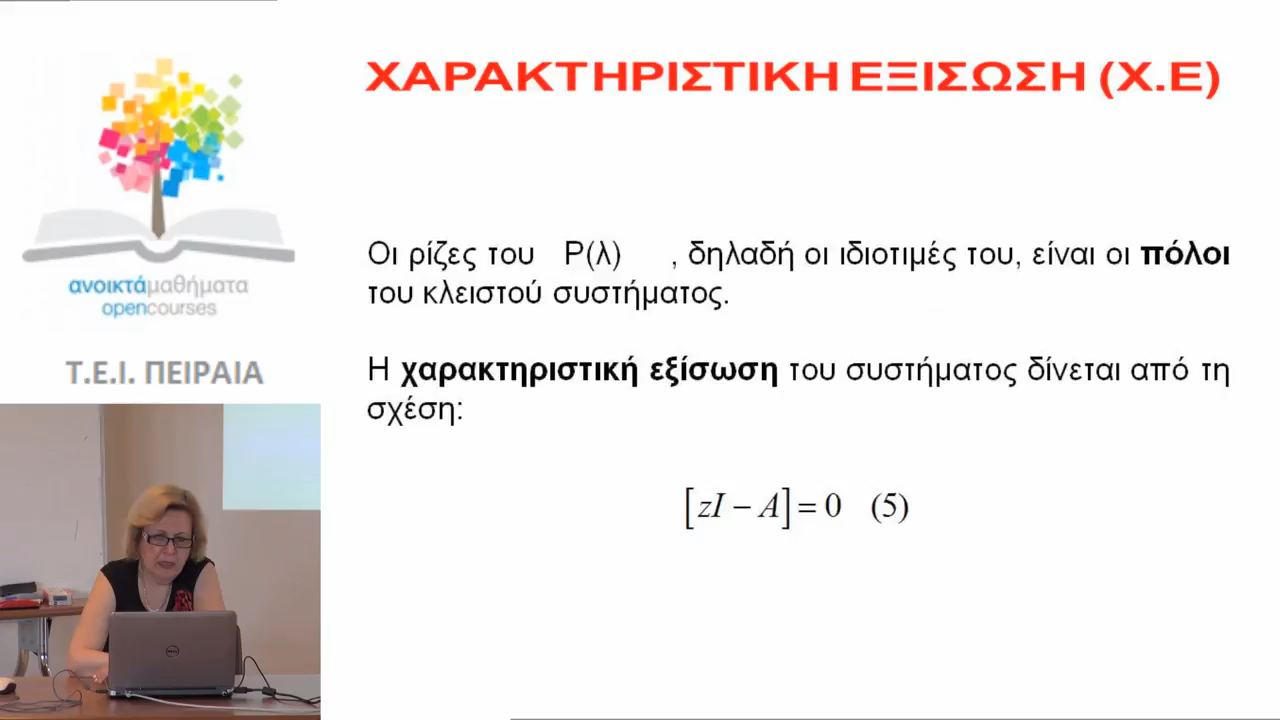 ΧΑΡΑΚΤΗΡΙΣΤΙΚΗ ΕΞΙΣΩΣΗ (Χ.Ε)
Οι ρίζες του P(λ) , δηλαδή οι ιδιοτιμές του, είναι οι πόλοι
του κλειστού συστήματος.
Η χαρακτηριστική εξίσωση του συστήματος δίνεται από τη
σχέση:
[zI − A] = 0 (5)
ανοικτάμαθήματα
opencourses
Τ.Ε.Ι. ΠΕΙΡΑΙΑ
DELL